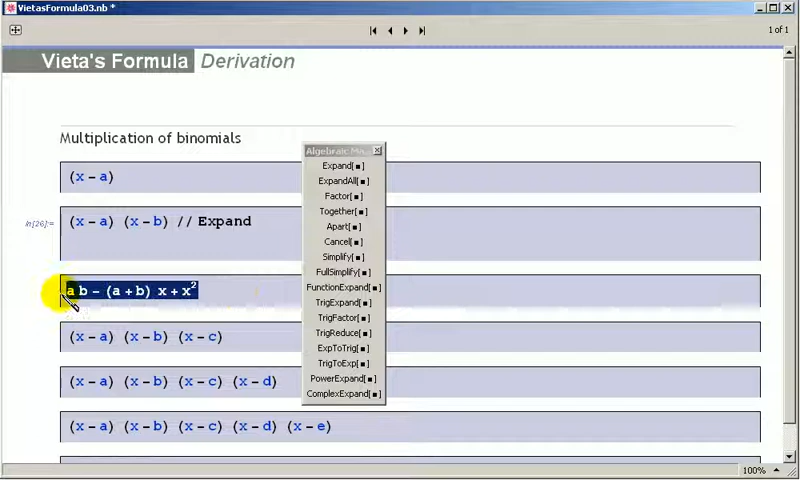 VietasFormula03.nb *
1 of 1
Vieta's Formula Derivation
Multiplication of binomials
(x – a)
In[26]:= (x – a) (x – b) // Expand
a b – (a + b) x + x²
(x – a) (x – b) (x – c)
(x – a) (x – b) (x – c) (x – d)
(x – a) (x – b) (x – c) (x – d) (x – e)
Expand[■]
ExpandAll[■]
Factor[■]
Together[■]
Apart[■]
Cancel[■]
Simplify[■]
FullSimplify[■]
FunctionExpand[■]
TrigExpand[■]
TrigFactor[■]
TrigReduce[■]
ExpToTrig[■]
TrigToExp[■]
PowerExpand[■]
ComplexExpand[■]
100%